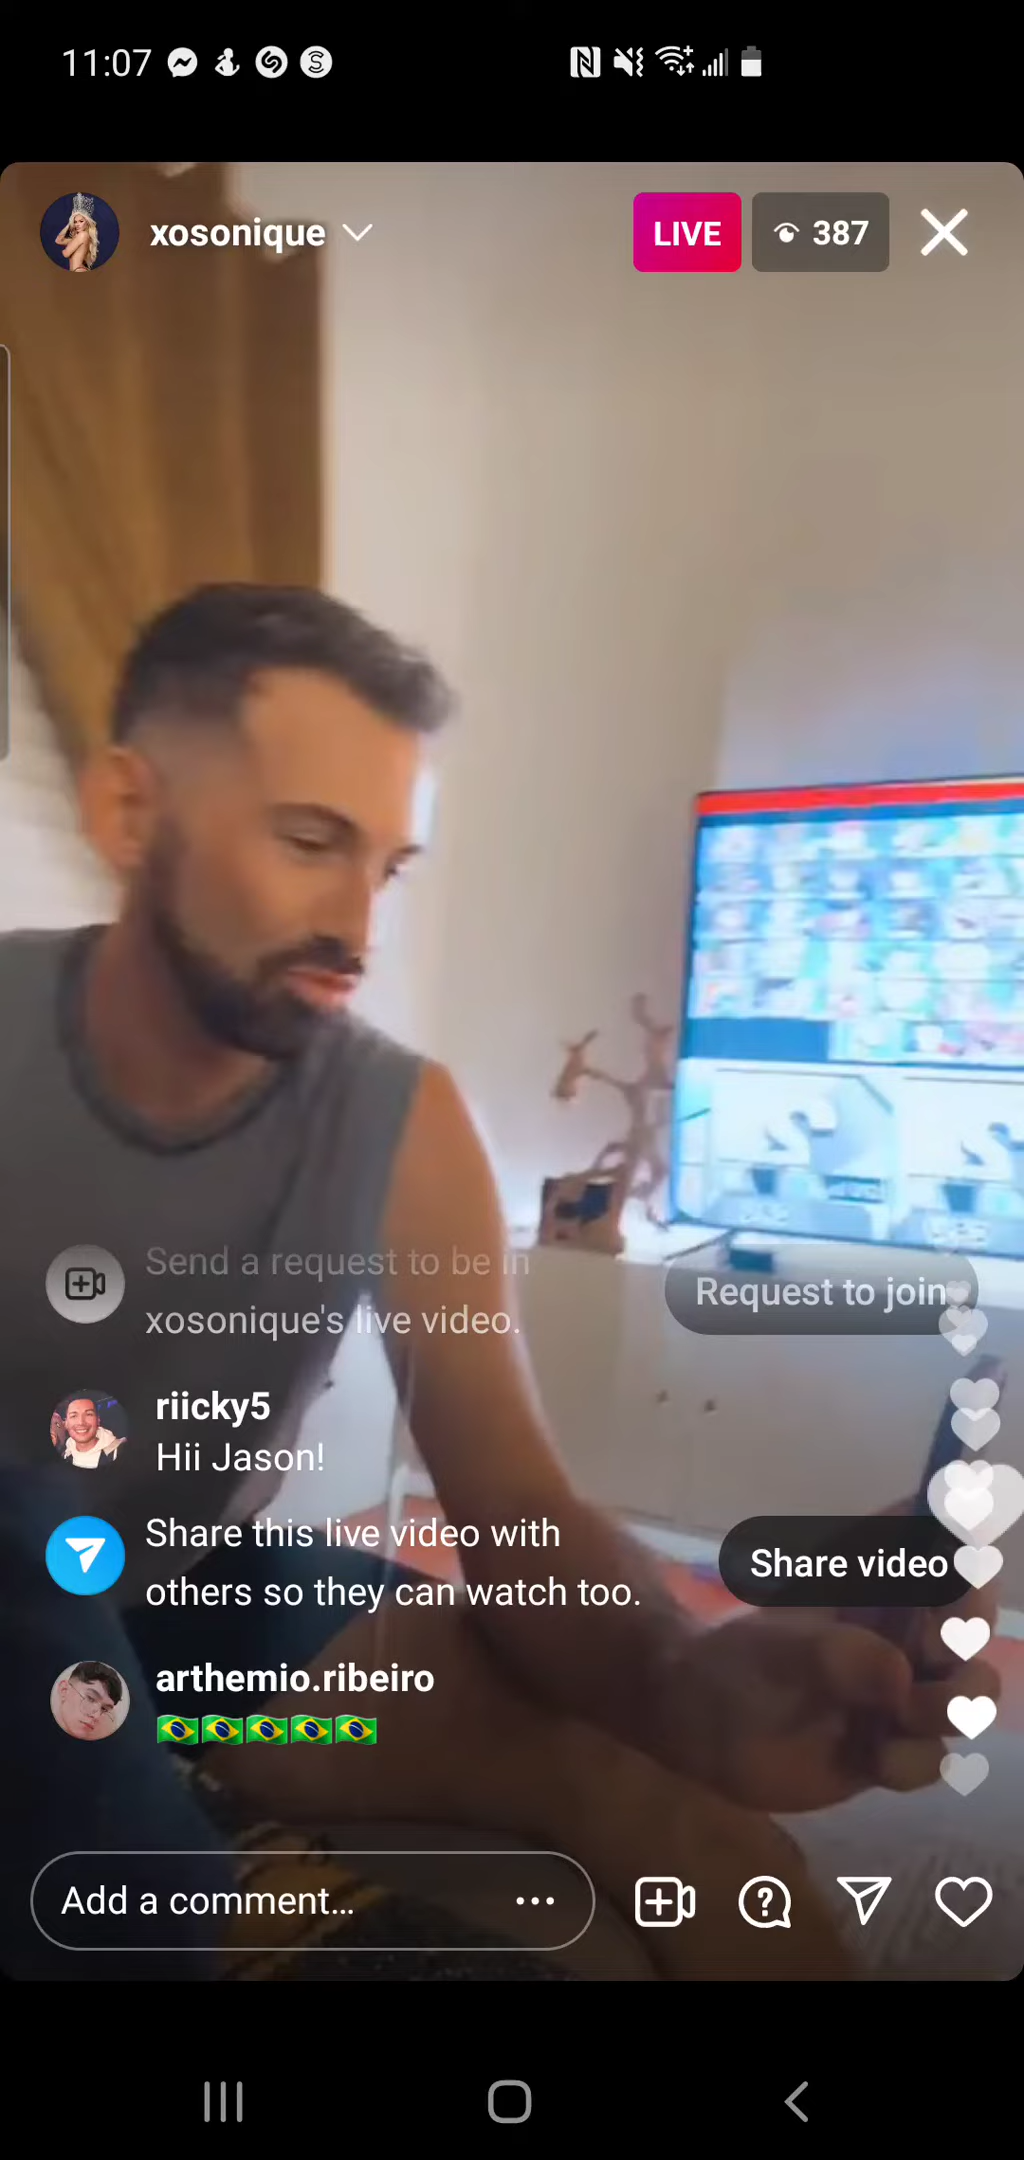 11:07
xosonique
LIVE
387
Send a request to be in
xosonique's live video.
Request to join
riicky5
Hii Jason!
Share this live video with
others so they can watch too.
Share video
arthemio.ribeiro
🇧🇷🇧🇷🇧🇷🇧🇷🇧🇷
Add a comment...